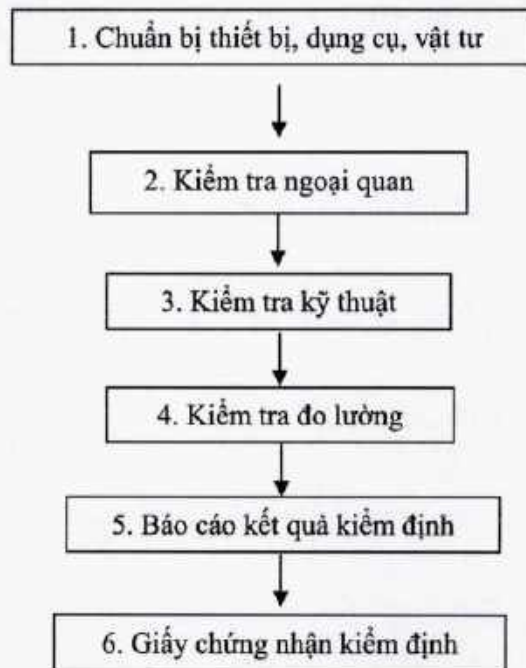 1. Chuẩn bị thiết bị, dụng cụ, vật tư
2. Kiểm tra ngoại quan
3. Kiểm tra kỹ thuật
4. Kiểm tra đo lường
5. Báo cáo kết quả kiểm định
6. Giấy chứng nhận kiểm định